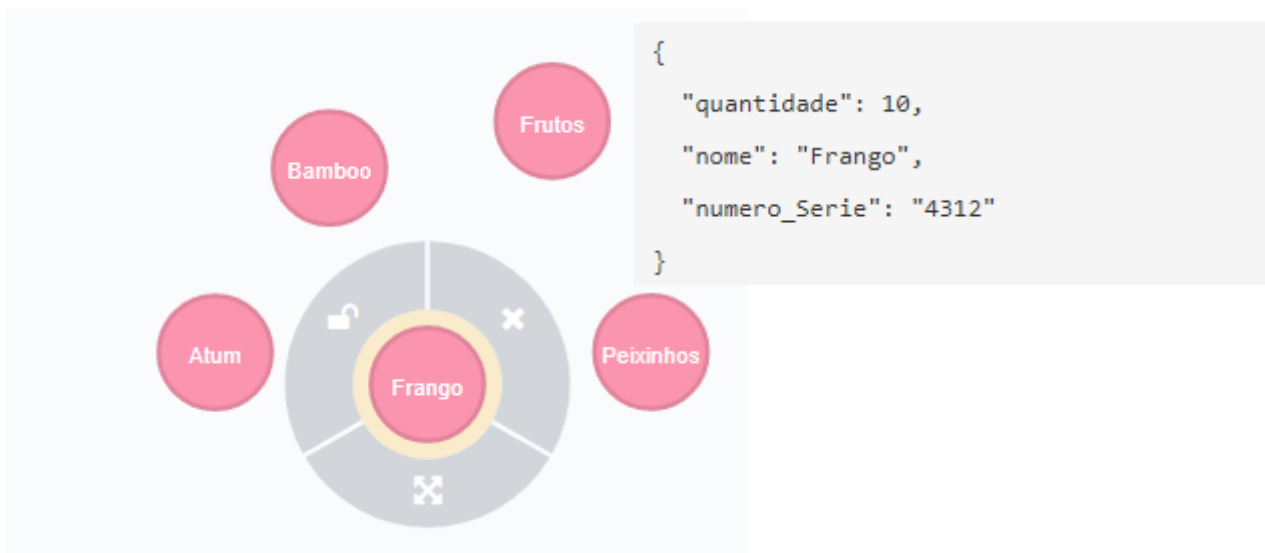 Frutos
Bamboo
Atum
Frango
Peixinhos
{
"quantidade": 10,
"nome": "Frango",
"numero_Serie": "4312"
}